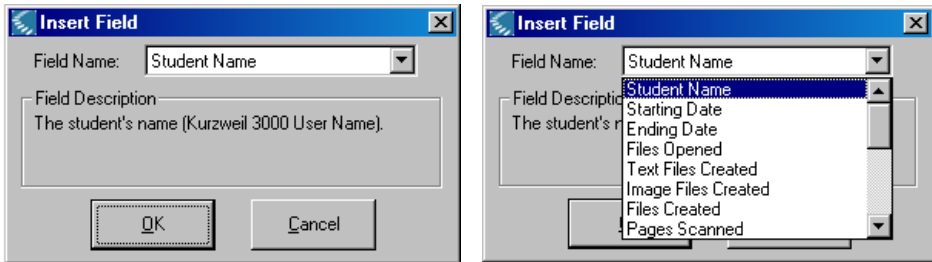 Insert Field
Field Name: Student Name
Field Description
The student's name (Kurzweil 3000 User Name).
OK Cancel
Insert Field
Field Name: Student Name
Field Descriptio
The student's
Student Name
Starting Date
Ending Date
Files Opened
Text Files Created
Image Files Created
Files Created
Pages Scanned